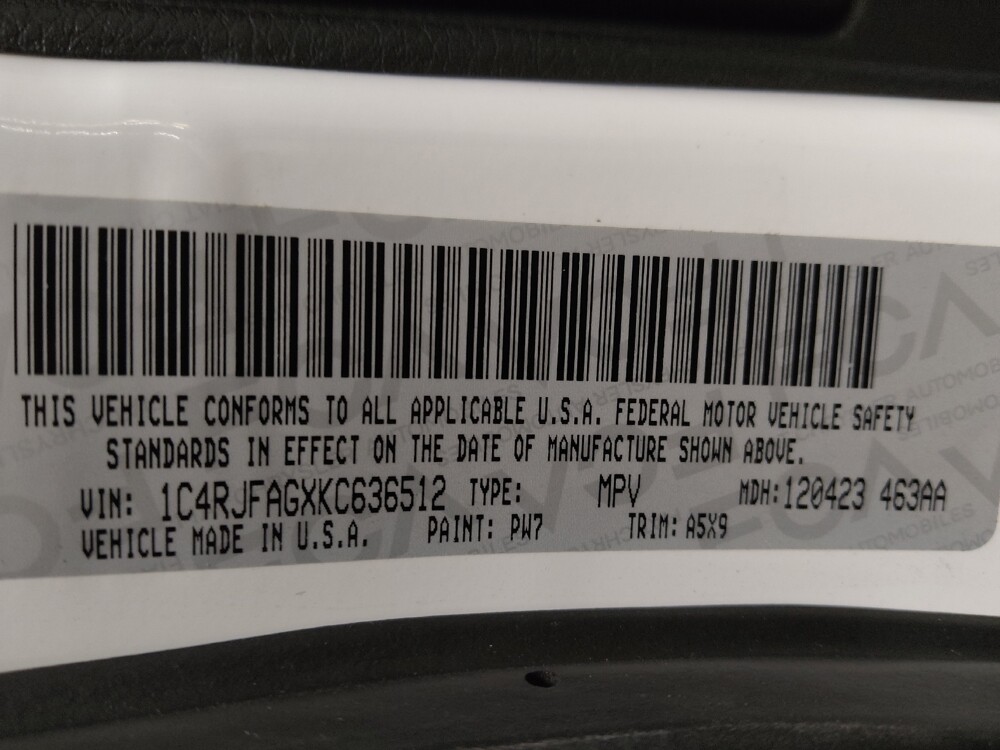 THIS VEHICLE CONFORMS TO ALL APPLICABLE U.S.A. FEDERAL MOTOR VEHICLE SAFETY
STANDARDS IN EFFECT ON THE DATE OF MANUFACTURE SHOWN ABOVE.
VIN: 1C4RJFAGXKC636512 TYPE: MPV MDH:120423 463AA
VEHICLE MADE IN U.S.A. PAINT: PW7 TRIM: A5X9